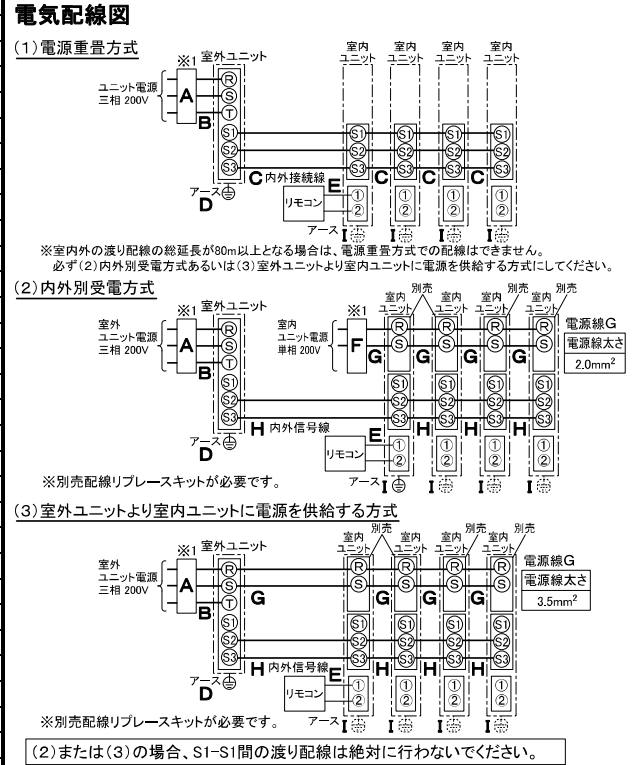 電気配線図
(1)電源重畳方式
※1 室外ユニット
室内ユニット 室内ユニット 室内ユニット 室内ユニット
ユニット電源
三相 200V
A
B
R
S
T
S1 S1 S1 S1 S1
S2 S2 S2 S2 S2
S3 S3 S3 S3 S3
C 内外接続線 C C C
E
リモコン
① ① ① ①
② ② ② ②
アース
D
アース I I I I
※室内外の渡り配線の総延長が80m以上となる場合は、電源重畳方式での配線はできません。
必ず(2)内外別受電方式あるいは(3)室外ユニットより室内ユニットに電源を供給する方式にしてください。
(2)内外別受電方式
※1 室外ユニット
※1
室内ユニット 別売 室内ユニット 室内ユニット 別売 室内ユニット 別売
室外
ユニット電源
三相 200V
A
B
室内
ユニット電源
単相 200V
F
R R R R R
S S S S S
T
G G G G
電源線G
電源線太さ
2.0mm²
S1 S1 S1 S1 S1
S2 S2 S2 S2 S2
S3 S3 S3 S3 S3
H 内外信号線 H H H
E
リモコン
① ① ① ①
② ② ② ②
アース
D
アース I I I I
※別売配線リプレースキットが必要です。
(3)室外ユニットより室内ユニットに電源を供給する方式
※1 室外ユニット
室内ユニット 別売 室内ユニット 室内ユニット 別売 室内ユニット 別売
室外
ユニット電源
三相 200V
A
B
R R R R R
S S S S S
T
G G G G
電源線G
電源線太さ
3.5mm²
S1 S1 S1 S1 S1
S2 S2 S2 S2 S2
S3 S3 S3 S3 S3
H 内外信号線 H H H
E
リモコン
① ① ① ①
② ② ② ②
アース
D
アース I I I I
※別売配線リプレースキットが必要です。
(2)または(3)の場合、S1-S1間の渡り配線は絶対に行わないでください。